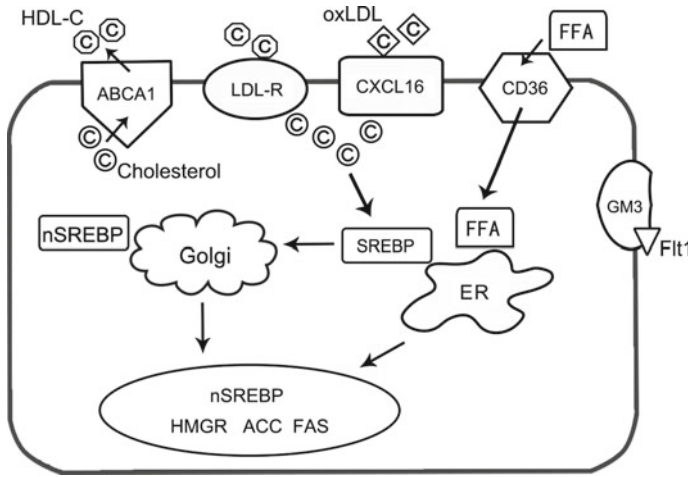 HDL-C
oxLDL
FFA
C C
C C
C C
ABCA1
LDL-R
CXCL16
CD36
C
C
Cholesterol
C C C C
GM3
Flt1
nSREBP
Golgi
SREBP
FFA
ER
nSREBP
HMGR ACC FAS